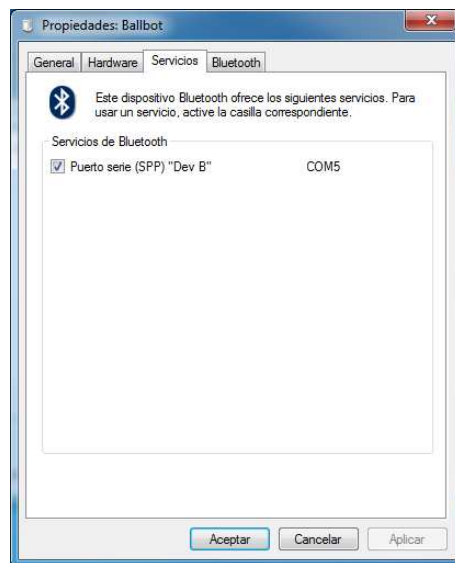 Propiedades: Ballbot
General Hardware Servicios Bluetooth
Este dispositivo Bluetooth ofrece los siguientes servicios. Para
usar un servicio, active la casilla correspondiente.
Servicios de Bluetooth
Puerto serie (SPP) "Dev B" COM5
Aceptar Cancelar Aplicar